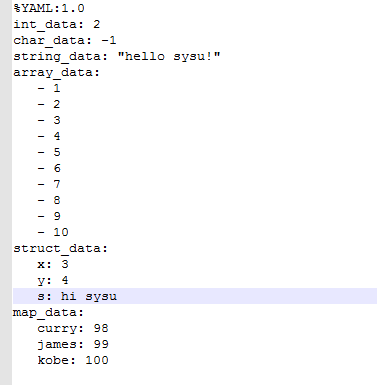 %YAML:1.0
int_data: 2
char_data: -1
string_data: "hello sysu!"
array_data:
   - 1
   - 2
   - 3
   - 4
   - 5
   - 6
   - 7
   - 8
   - 9
   - 10
struct_data:
   x: 3
   y: 4
   s: hi sysu
map_data:
   curry: 98
   james: 99
   kobe: 100